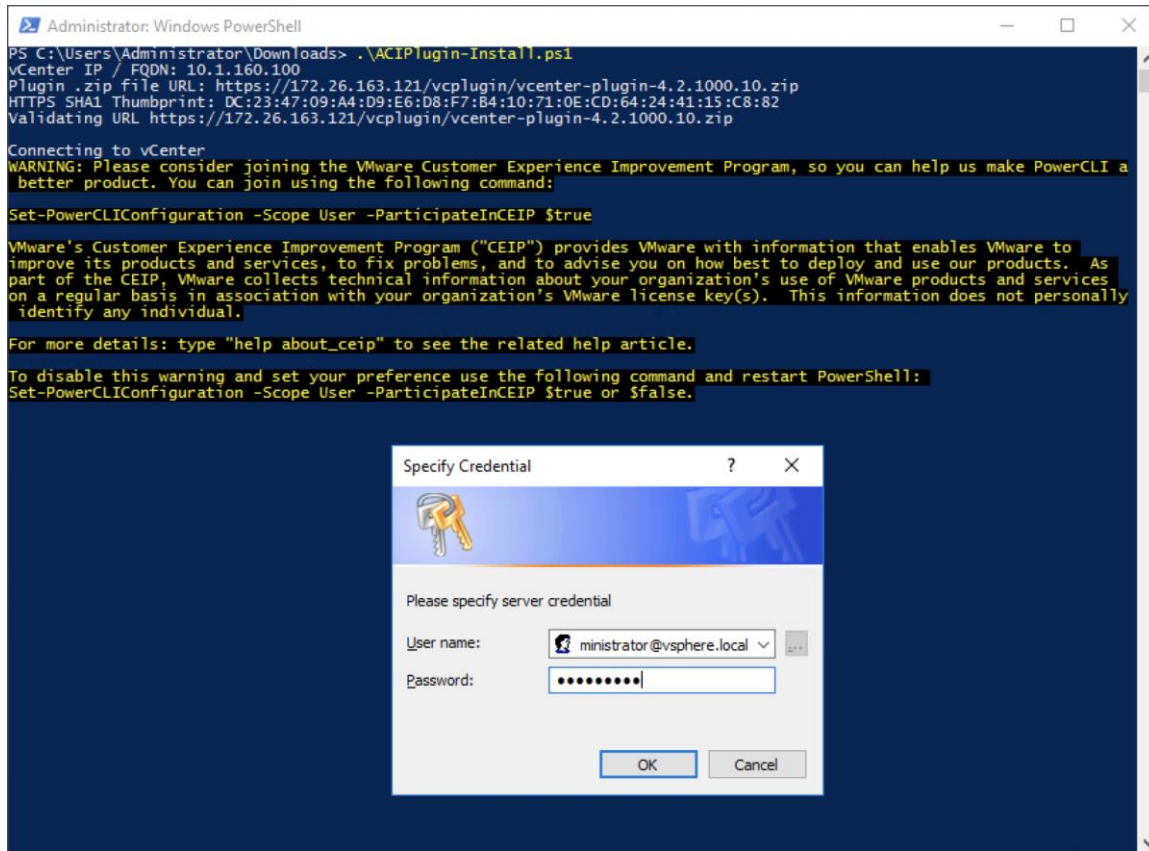 Administrator: Windows PowerShell
PS C:\Users\Administrator\Downloads> .\ACIPlugin-Install.ps1
vCenter IP / FQDN: 10.1.160.100
Plugin .zip file URL: https://172.26.163.121/vcplugin/vcenter-plugin-4.2.1000.10.zip
HTTPS SHA1 Thumbprint: DC:23:47:09:A4:D9:E6:D8:F7:B4:10:71:0E:CD:64:24:41:15:C8:82
Validating URL https://172.26.163.121/vcplugin/vcenter-plugin-4.2.1000.10.zip
Connecting to vCenter
WARNING: Please consider joining the VMware Customer Experience Improvement Program, so you can help us make PowerCLI a
better product. You can join using the following command:
Set-PowerCLIConfiguration -Scope User -ParticipateInCEIP $true
VMware's Customer Experience Improvement Program ("CEIP") provides VMware with information that enables VMware to
improve its products and services, to fix problems, and to advise you on how best to deploy and use our products.  As
part of the CEIP, VMware collects technical information about your organization's use of VMware products and services
on a regular basis in association with your organization's VMware license key(s).  This information does not personally
identify any individual.
For more details: type "help about_ceip" to see the related help article.
To disable this warning and set your preference use the following command and restart PowerShell:
Set-PowerCLIConfiguration -Scope User -ParticipateInCEIP $true or $false.
Specify Credential
Please specify server credential
User name: ministrator@vsphere.local
Password: •••••••••
OK Cancel